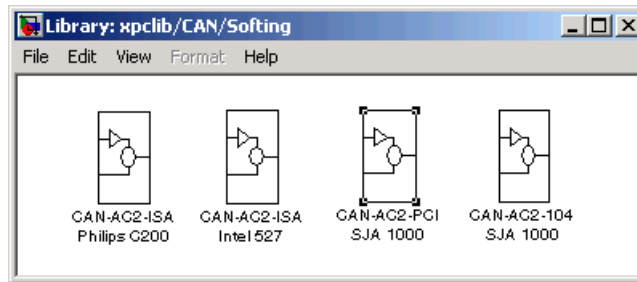 Library: xpclib/CAN/Softing
File Edit View Format Help
CAN-AC2-ISA CAN-AC2-ISA CAN-AC2-PCI CAN-AC2-104
Philips C200 Intel 527 SJA 1000 SJA 1000